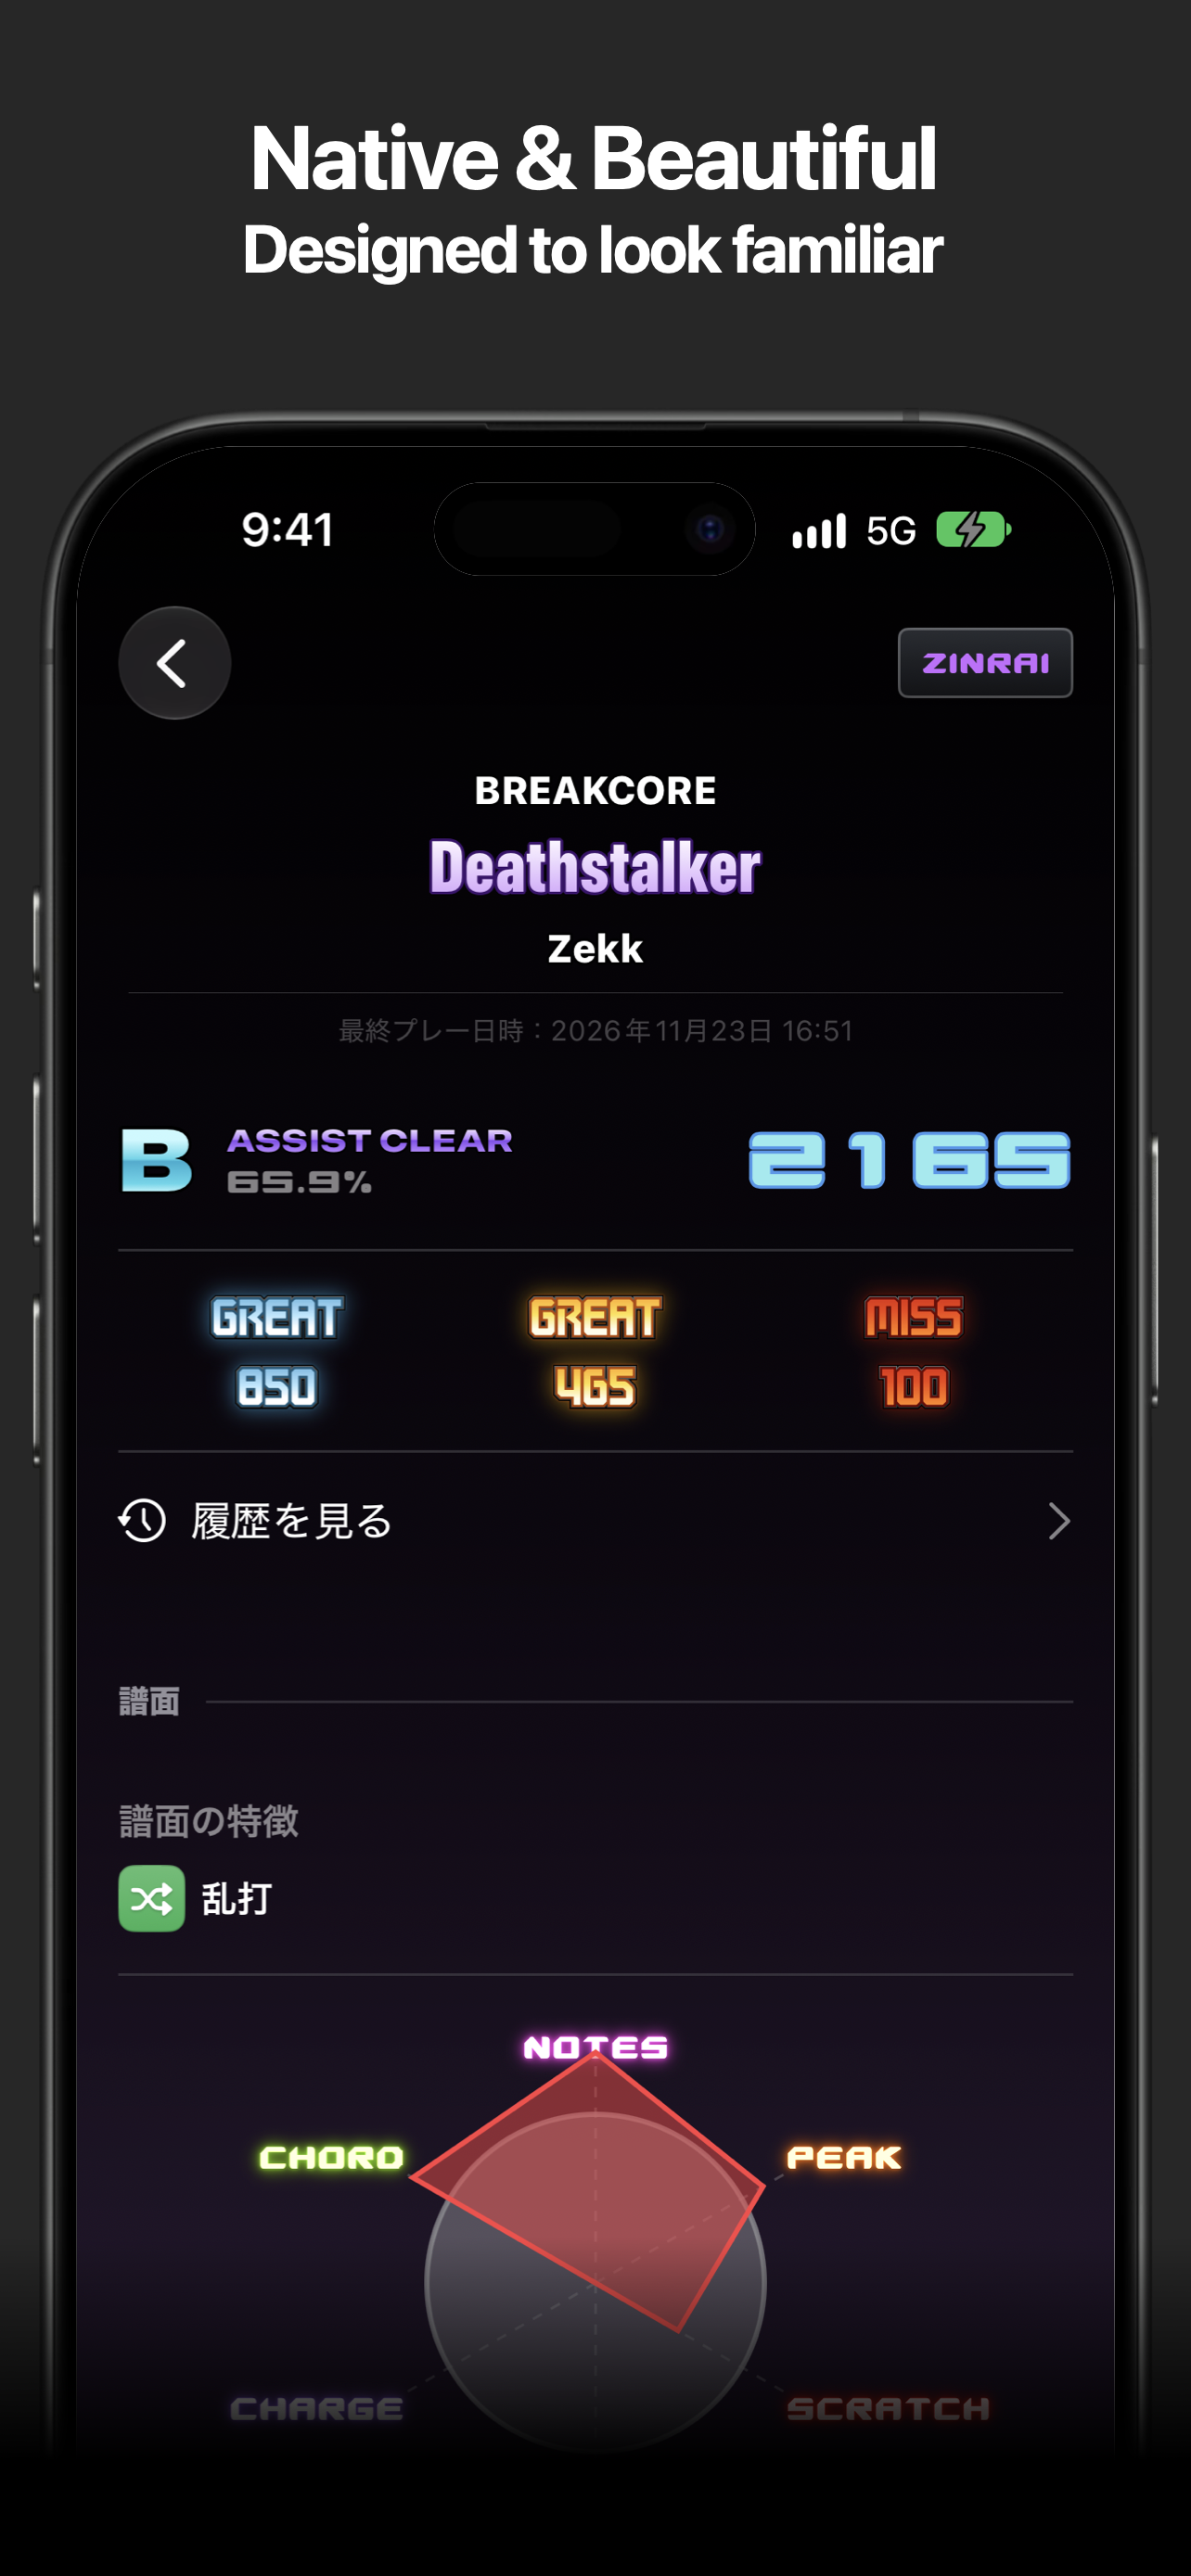 Native & Beautiful
Designed to look familiar
9:41
5G
ZINRAI
BREAKCORE
Deathstalker
Zekk
最終プレー日時：2026年11月23日 16:51
B
ASSIST CLEAR
65.9%
2165
GREAT
850
GREAT
465
MISS
100
履歴を見る
譜面
譜面の特徴
乱打
NOTES
CHORD
PEAK
CHARGE
SCRATCH